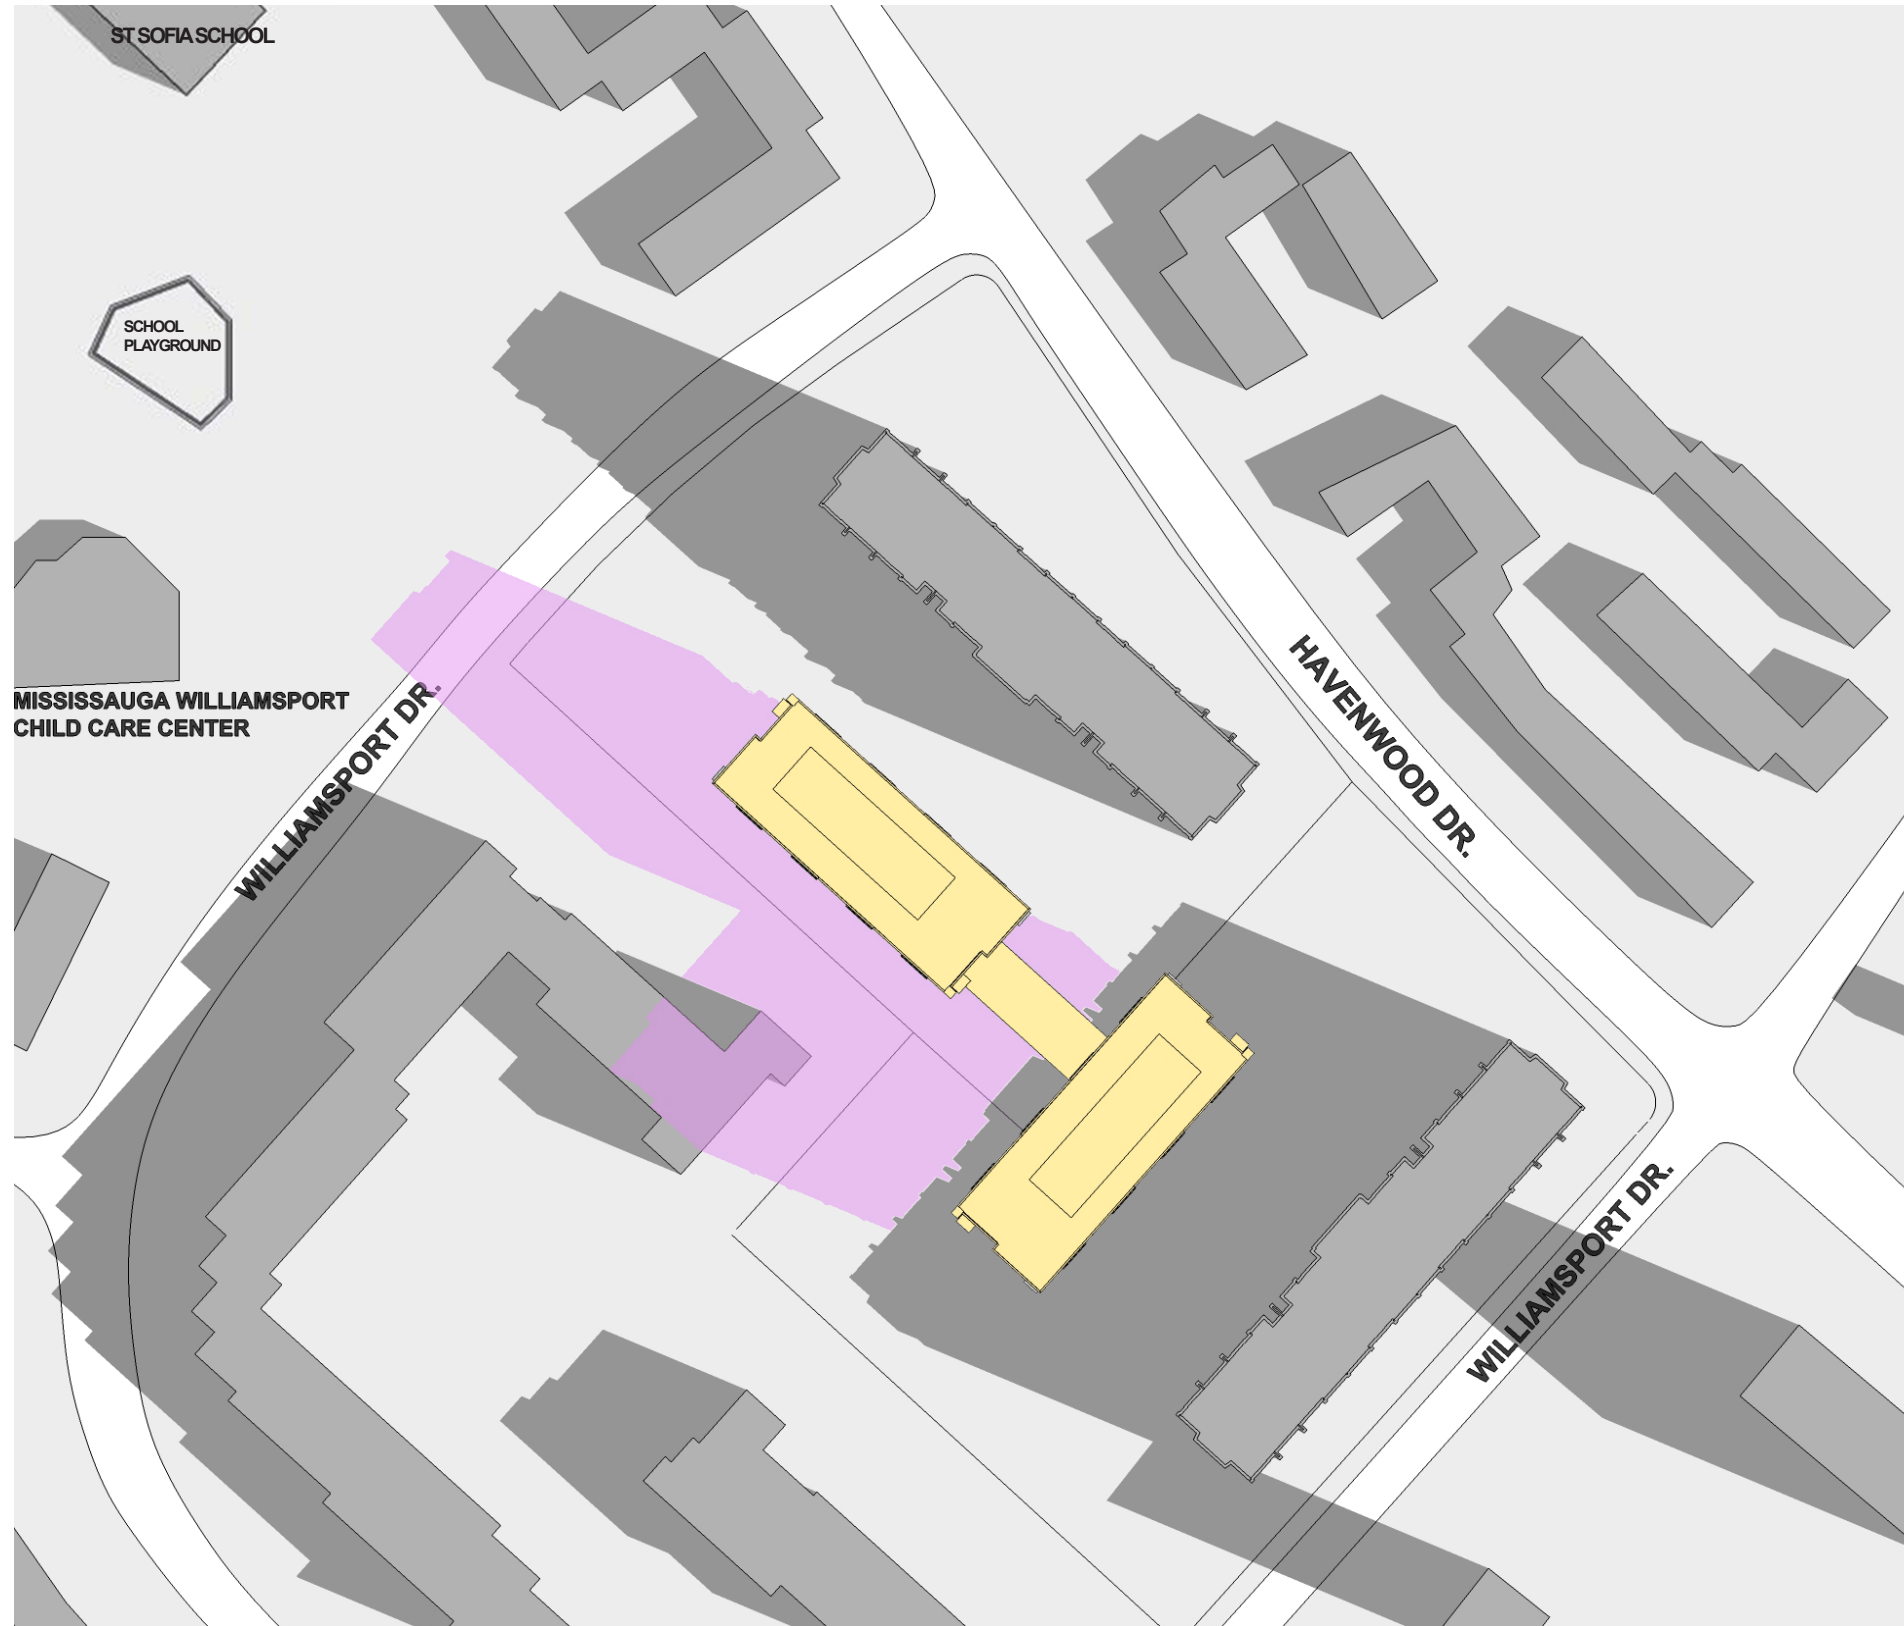 ST SOFIA SCHOOL
SCHOOL
PLAYGROUND
HAVENWOOD DR.
MISSISSAUGA WILLIAMSPORT
CHILD CARE CENTER
WILLIAMSPORT DR.
WILLIAMSPORT DR.